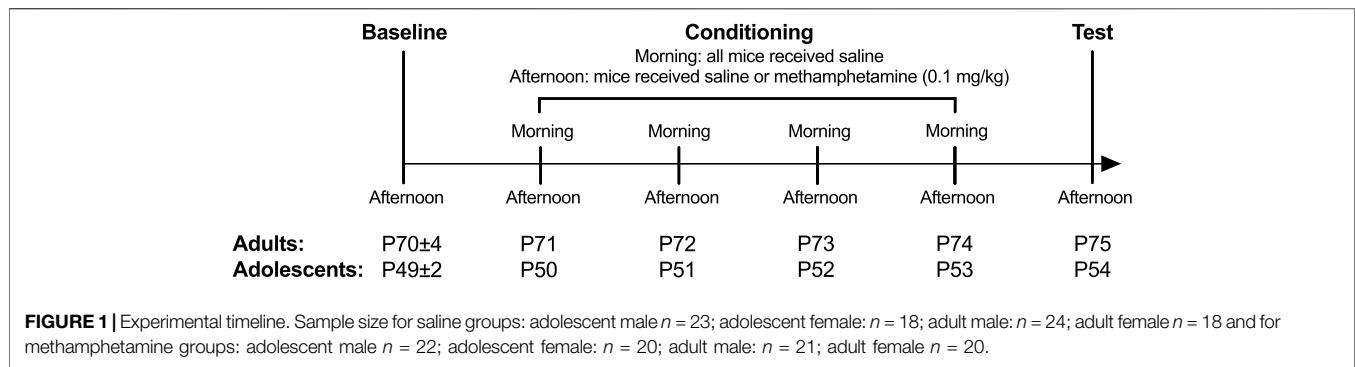 Baseline Conditioning Test
Morning: all mice received saline
Afternoon: mice received saline or methamphetamine (0.1 mg/kg)
Morning Morning Morning Morning
Afternoon Afternoon Afternoon Afternoon Afternoon Afternoon
Adults: P70±4 P71 P72 P73 P74 P75
Adolescents: P49±2 P50 P51 P52 P53 P54
FIGURE 1 | Experimental timeline. Sample size for saline groups: adolescent male n = 23; adolescent female: n = 18; adult male: n = 24; adult female n = 18 and for
methamphetamine groups: adolescent male n = 22; adolescent female: n = 20; adult male: n = 21; adult female n = 20.